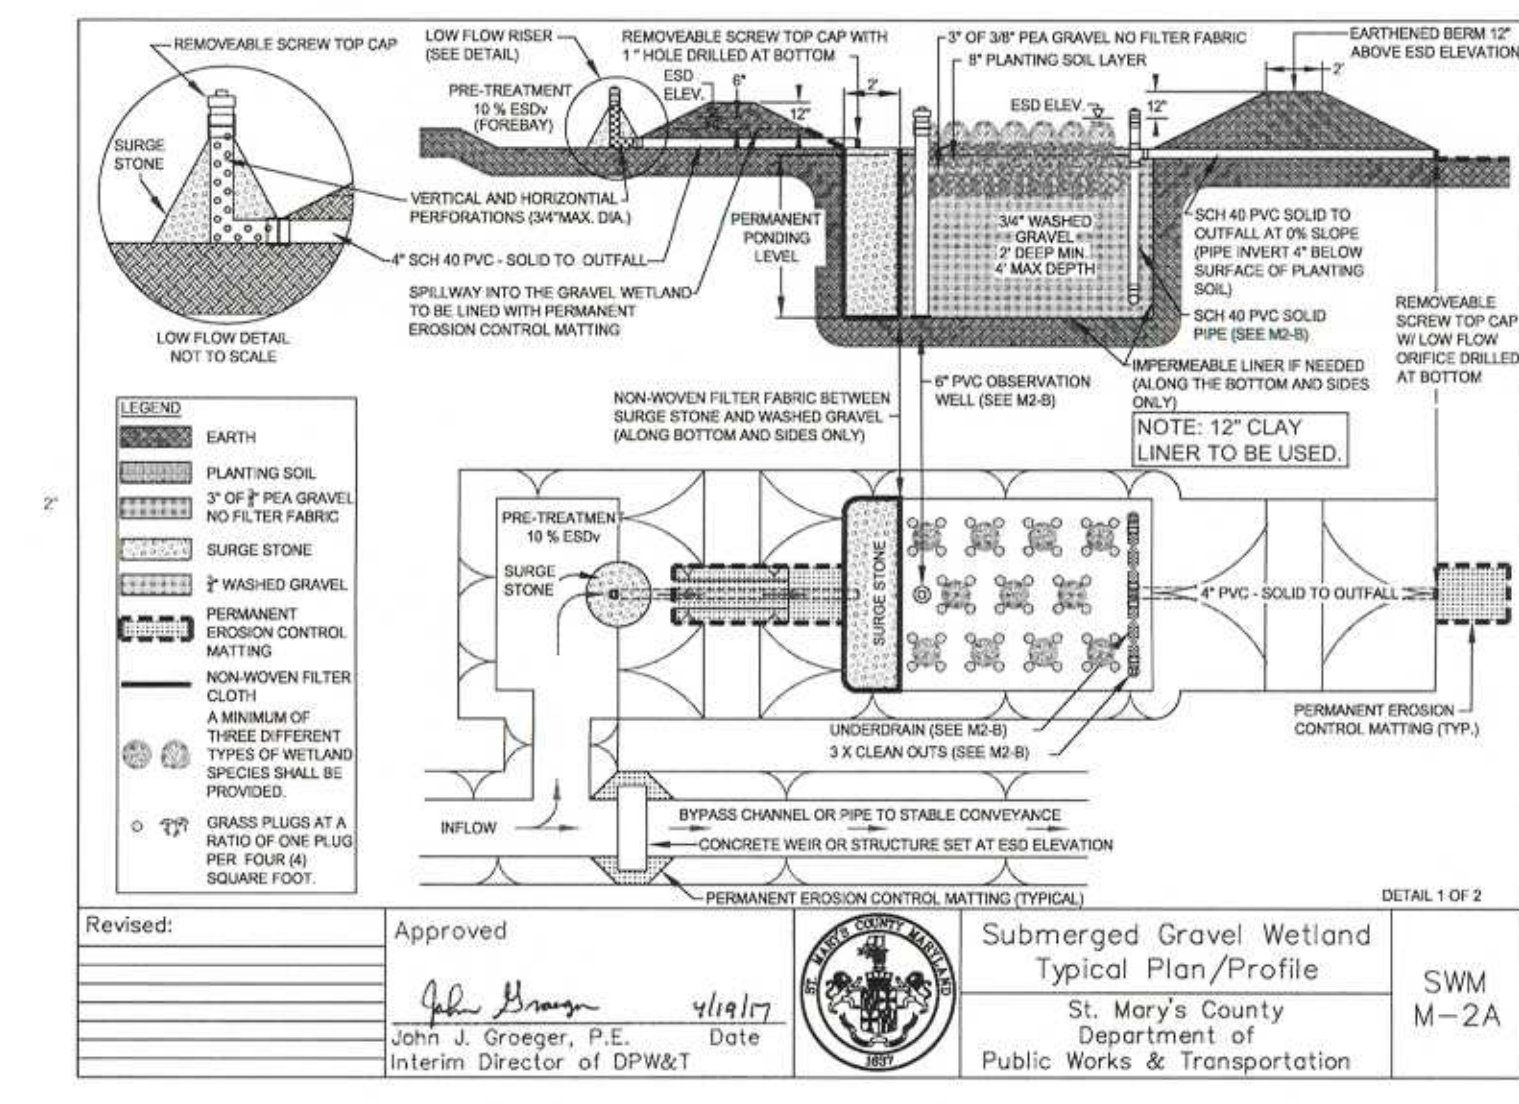 REMOVEABLE SCREW TOP CAP
SURGE
STONE
LOW FLOW DETAIL
NOT TO SCALE
LOW FLOW RISER
(SEE DETAIL)
PRE-TREATMENT
10 % ESDv
(FOREBAY)
REMOVEABLE SCREW TOP CAP WITH
1" HOLE DRILLED AT BOTTOM
ESD
ELEV.
6"
12"
2'
3" OF 3/8" PEA GRAVEL NO FILTER FABRIC
8" PLANTING SOIL LAYER
ESD ELEV.
12"
2'
EARTHENED BERM 12"
ABOVE ESD ELEVATION
VERTICAL AND HORIZONTIAL
PERFORATIONS (3/4"MAX. DIA.)
4" SCH 40 PVC - SOLID TO OUTFALL
SPILLWAY INTO THE GRAVEL WETLAND
TO BE LINED WITH PERMANENT
EROSION CONTROL MATTING
PERMANENT
PONDING
LEVEL
3/4" WASHED
GRAVEL
2' DEEP MIN.
4' MAX DEPTH
SCH 40 PVC SOLID TO
OUTFALL AT 0% SLOPE
(PIPE INVERT 4" BELOW
SURFACE OF PLANTING
SOIL)
SCH 40 PVC SOLID
PIPE (SEE M2-B)
REMOVEABLE
SCREW TOP CAP
W/ LOW FLOW
ORIFICE DRILLED
AT BOTTOM
IMPERMEABLE LINER IF NEEDED
(ALONG THE BOTTOM AND SIDES
ONLY)
NOTE: 12" CLAY
LINER TO BE USED.
6" PVC OBSERVATION
WELL (SEE M2-B)
NON-WOVEN FILTER FABRIC BETWEEN
SURGE STONE AND WASHED GRAVEL
(ALONG BOTTOM AND SIDES ONLY)
2"
LEGEND
EARTH
PLANTING SOIL
3" OF 3/8" PEA GRAVEL
NO FILTER FABRIC
SURGE STONE
3/4" WASHED GRAVEL
PERMANENT
EROSION CONTROL
MATTING
NON-WOVEN FILTER
CLOTH
A MINIMUM OF
THREE DIFFERENT
TYPES OF WETLAND
SPECIES SHALL BE
PROVIDED.
GRASS PLUGS AT A
RATIO OF ONE PLUG
PER FOUR (4)
SQUARE FOOT.
PRE-TREATMENT
10 % ESDv
SURGE
STONE
SURGE STONE
4" PVC - SOLID TO OUTFALL
UNDERDRAIN (SEE M2-B)
3 X CLEAN OUTS (SEE M2-B)
PERMANENT EROSION
CONTROL MATTING (TYP.)
INFLOW
BYPASS CHANNEL OR PIPE TO STABLE CONVEYANCE
CONCRETE WEIR OR STRUCTURE SET AT ESD ELEVATION
PERMANENT EROSION CONTROL MATTING (TYPICAL)
DETAIL 1 OF 2
Revised:
Approved
John Groeger 4/19/17
John J. Groeger, P.E. Date
Interim Director of DPW&T
ST. MARY'S COUNTY MARYLAND
1637
Submerged Gravel Wetland
Typical Plan/Profile
St. Mary's County
Department of
Public Works & Transportation
SWM
M-2A